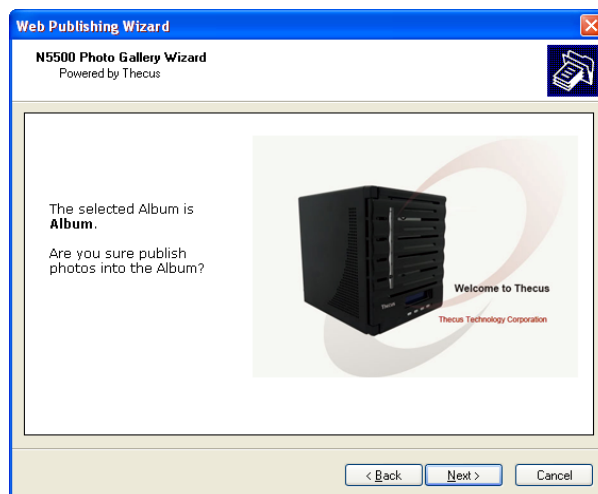 Web Publishing Wizard
N5500 Photo Gallery Wizard
Powered by Thecus
The selected Album is
Album.
Are you sure publish
photos into the Album?
Thecus
Welcome to Thecus
Thecus Technology Corporation
< Back
Next >
Cancel